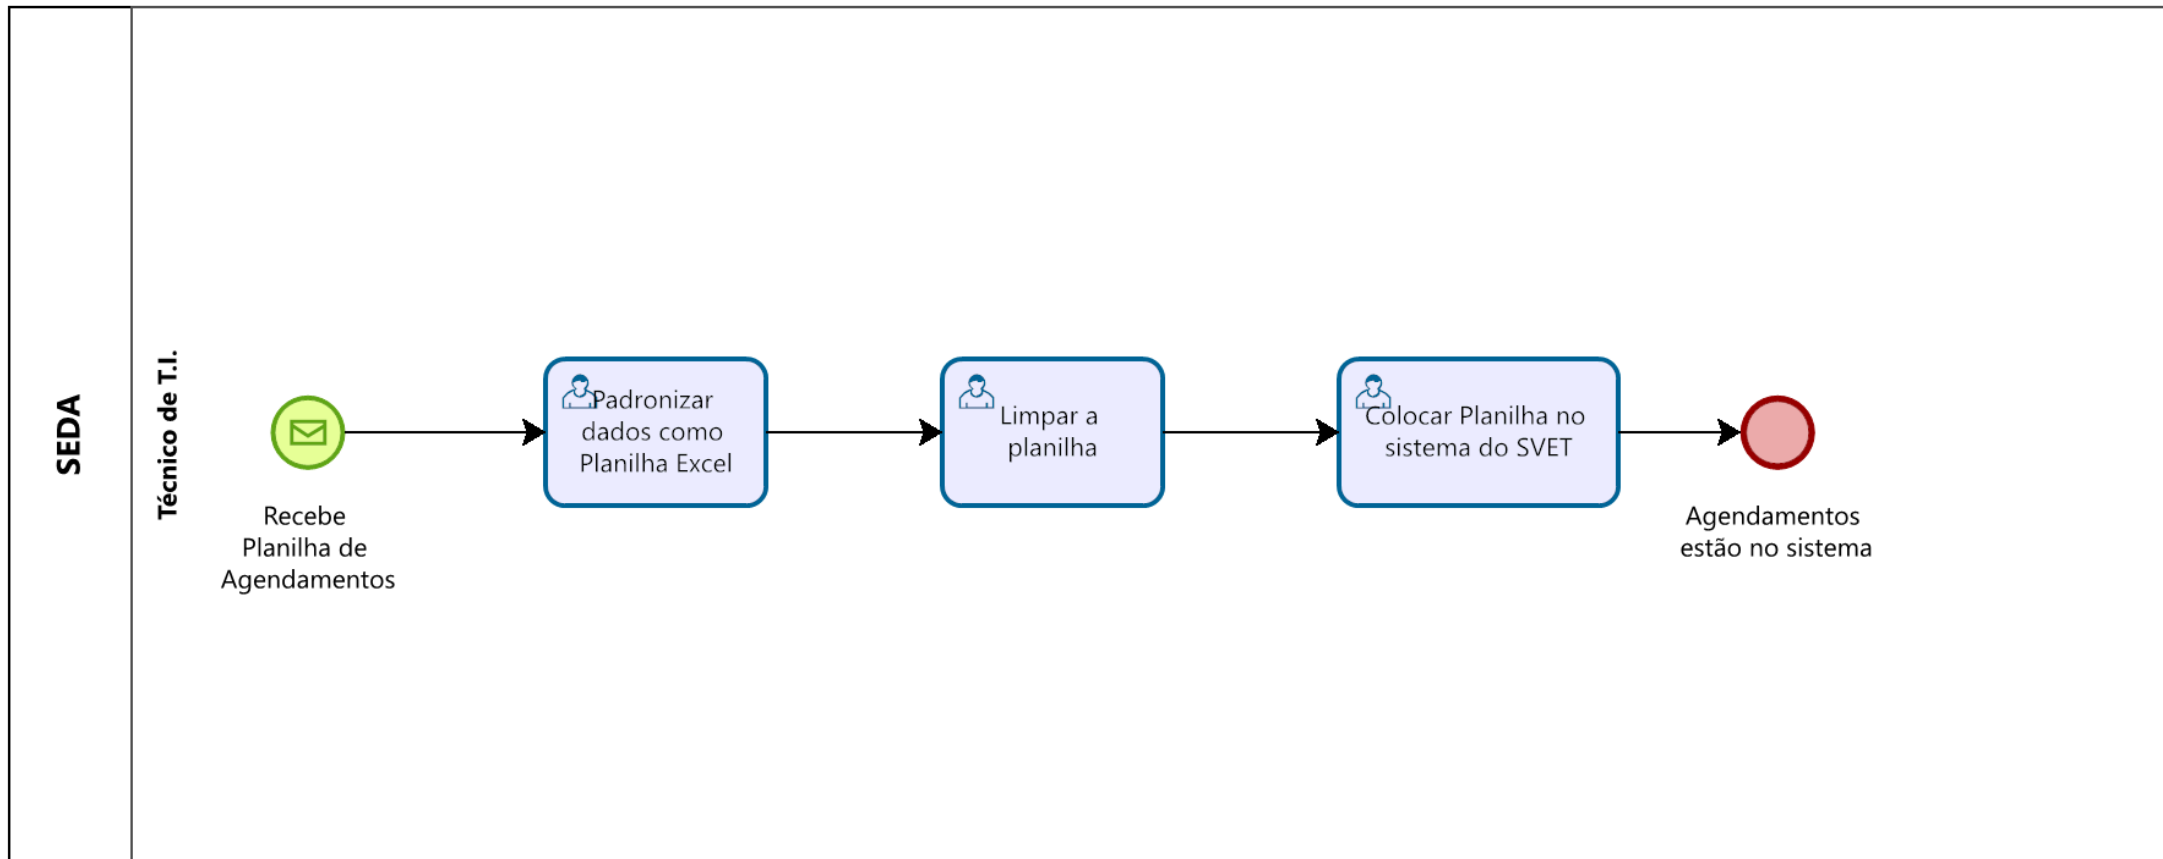 SEDA
Técnico de T.I.
Recebe
Planilha de
Agendamentos
Padronizar
dados como
Planilha Excel
Limpar a
planilha
Colocar Planilha no
sistema do SVET
Agendamentos
estão no sistema